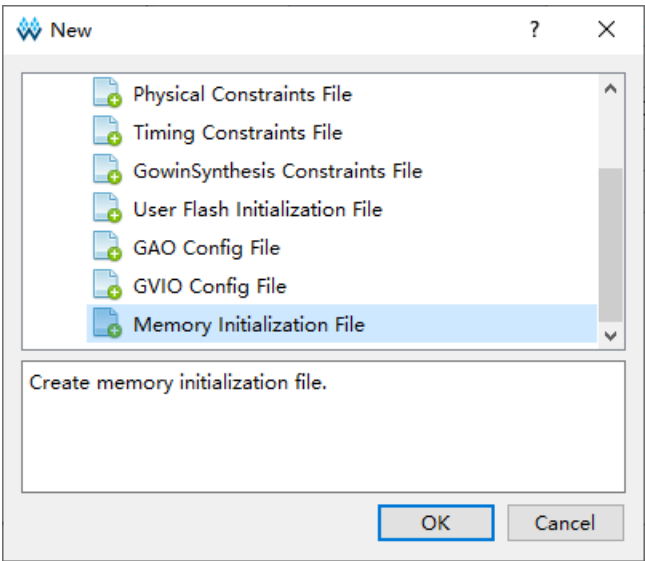 New
?
Physical Constraints File
Timing Constraints File
GowinSynthesis Constraints File
User Flash Initialization File
GAO Config File
GVIO Config File
Memory Initialization File
Create memory initialization file.
OK Cancel